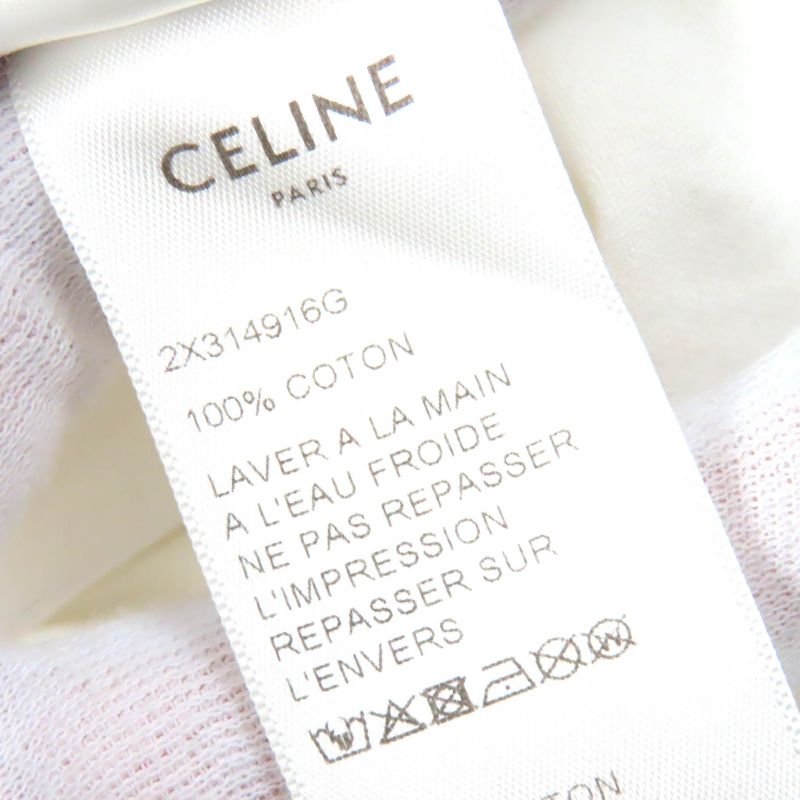 CELINE
PARIS
2X314916G
100% COTON
LAVER A LA MAIN
A L'EAU FROIDE
NE PAS REPASSER
L'IMPRESSION
REPASSER SUR
L'ENVERS
W